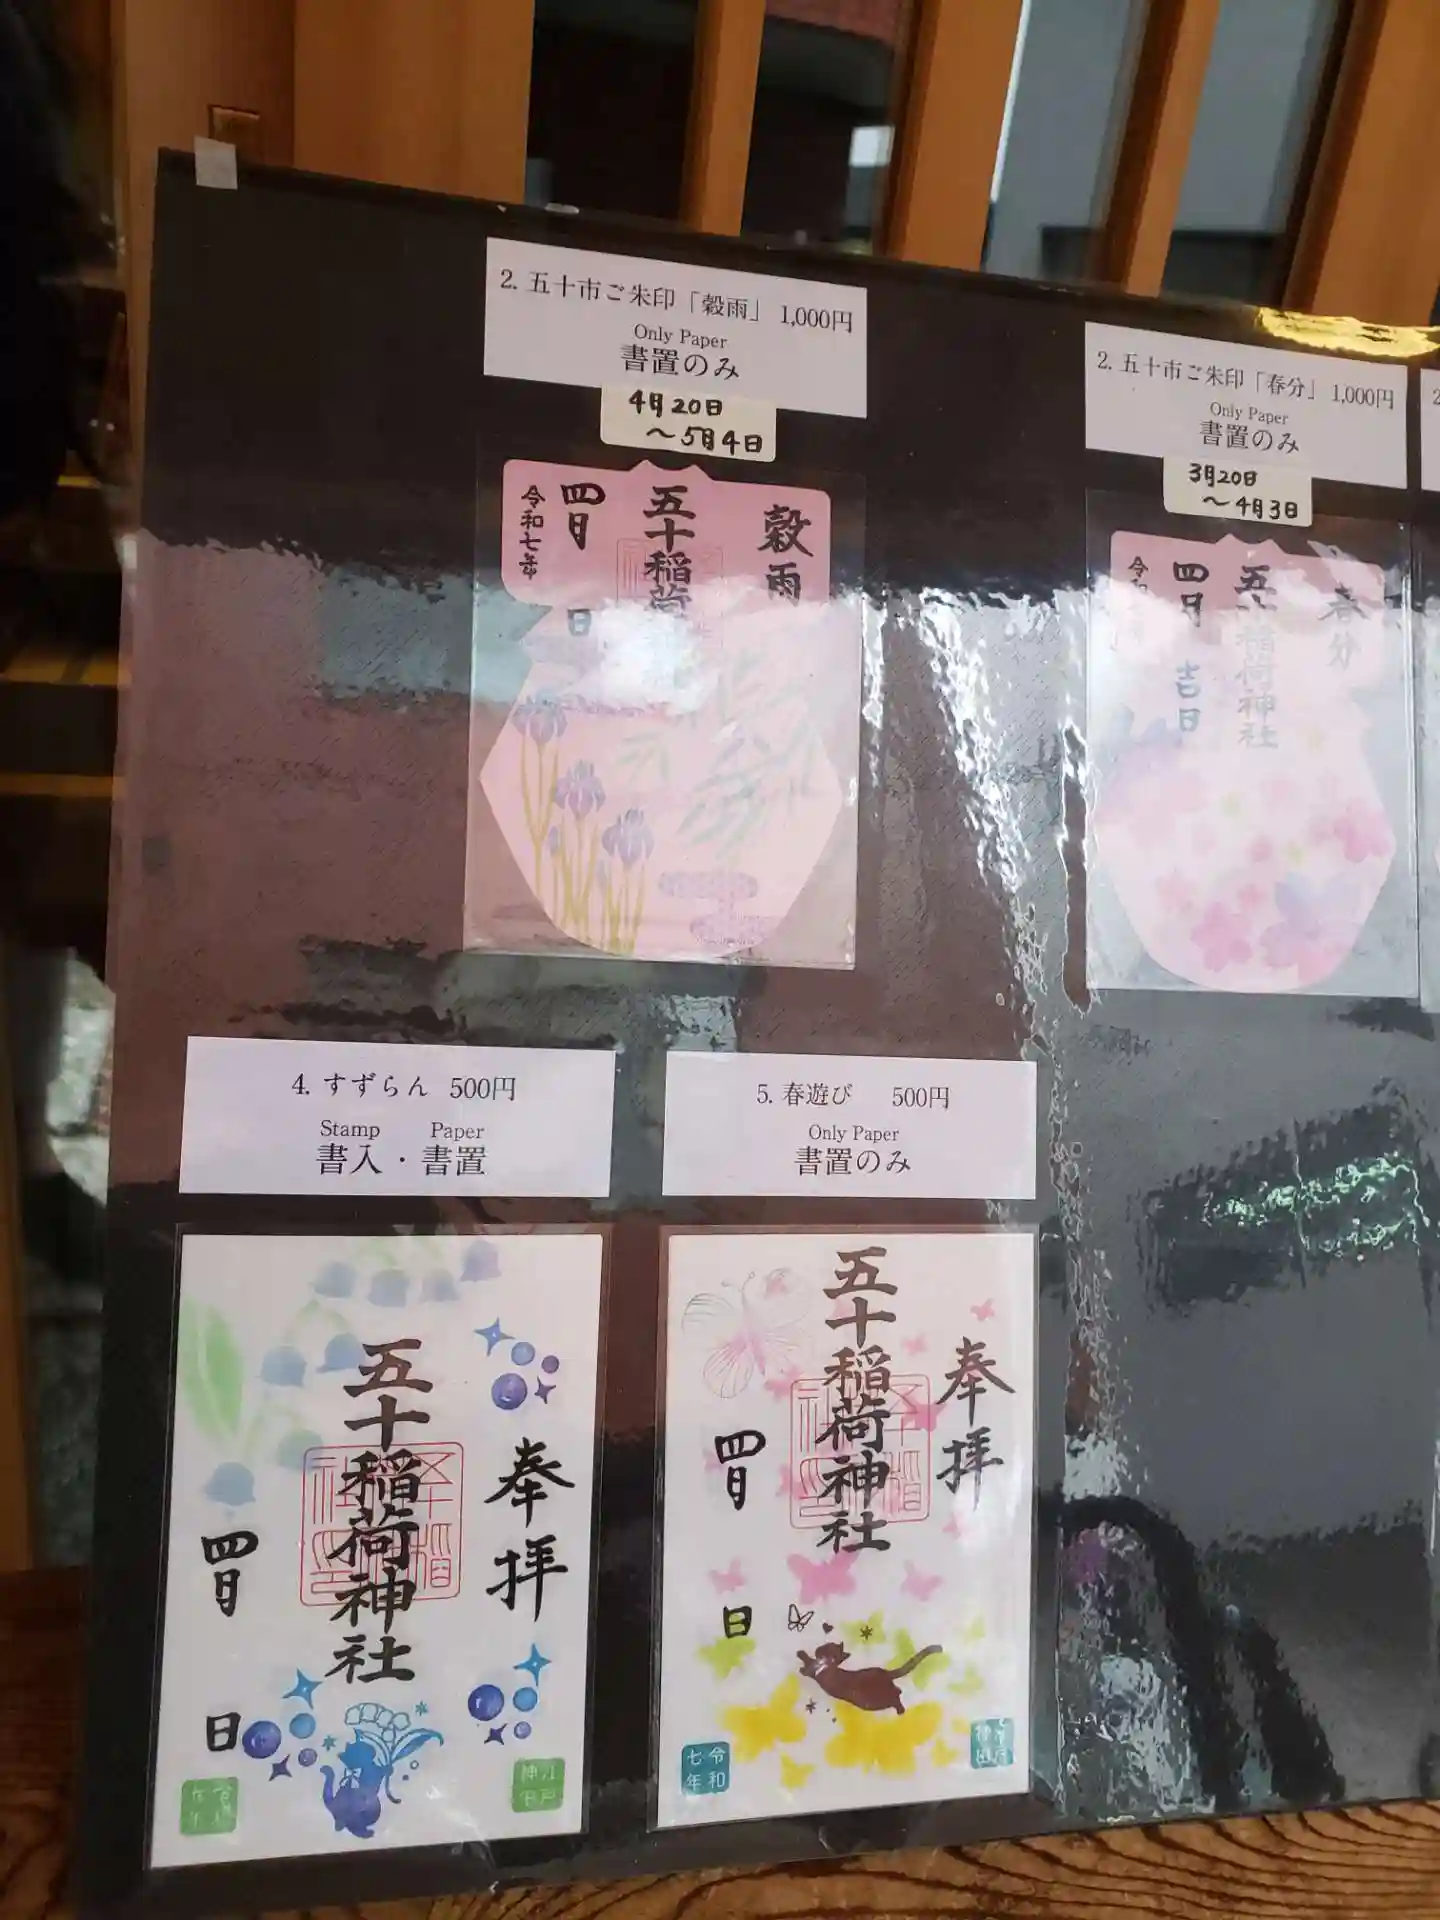 2. 五十市ご朱印「穀雨」 1,000円
Only Paper
書置のみ
4月20日
～5月4日
穀雨
五十稲荷
四月
日
令和七年
2. 五十市ご朱印「春分」 1,000円
Only Paper
書置のみ
3月20日
～4月3日
春分
五十稲荷神社
四月
吉日
令和
4. すずらん 500円
Stamp Paper
書入・書置
奉拝
五十稲荷神社
四月
日
5. 春遊び 500円
Only Paper
書置のみ
奉拝
五十稲荷神社
四月
日
令和
七年